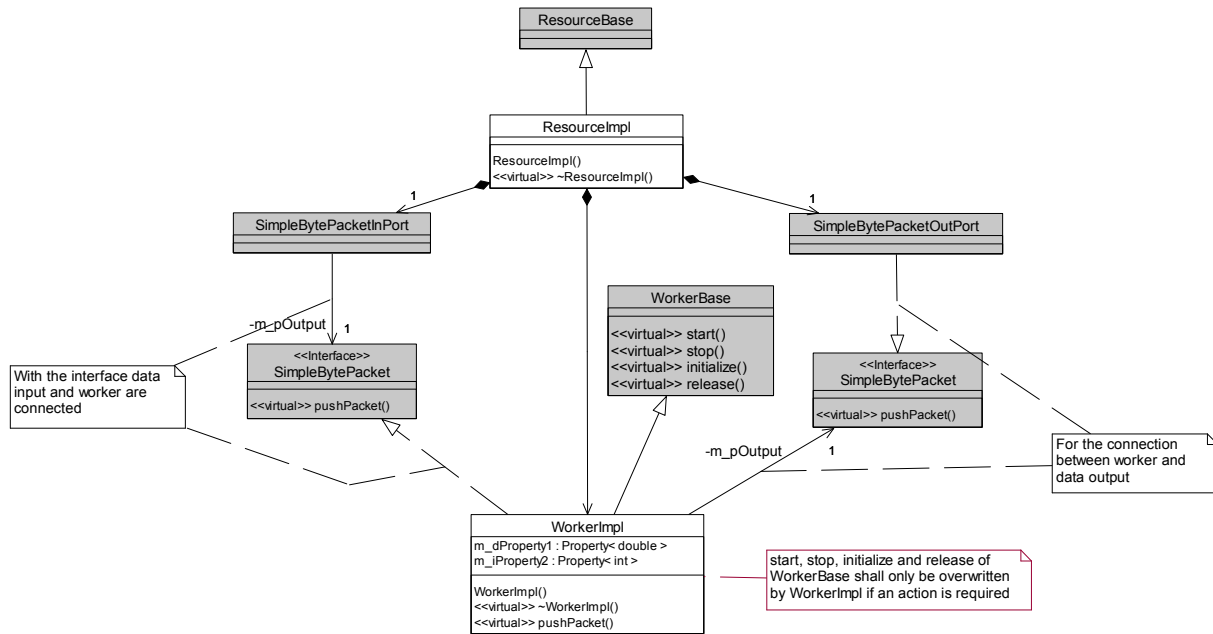 ResourceBase
ResourceImpl
ResourceImpl()
<<virtual>> ~ResourceImpl()
1
1
SimpleBytePacketInPort
SimpleBytePacketOutPort
WorkerBase
<<virtual>> start()
<<virtual>> stop()
<<virtual>> initialize()
<<virtual>> release()
-m_pOutput
1
<<Interface>>
SimpleBytePacket
<<virtual>> pushPacket()
<<Interface>>
SimpleBytePacket
<<virtual>> pushPacket()
With the interface data
input and worker are
connected
-m_pOutput
1
For the connection
between worker and
data output
WorkerImpl
m_dProperty1 : Property< double >
m_iProperty2 : Property< int >
WorkerImpl()
<<virtual>> ~WorkerImpl()
<<virtual>> pushPacket()
start, stop, initialize and release of
WorkerBase shall only be overwritten
by WorkerImpl if an action is required